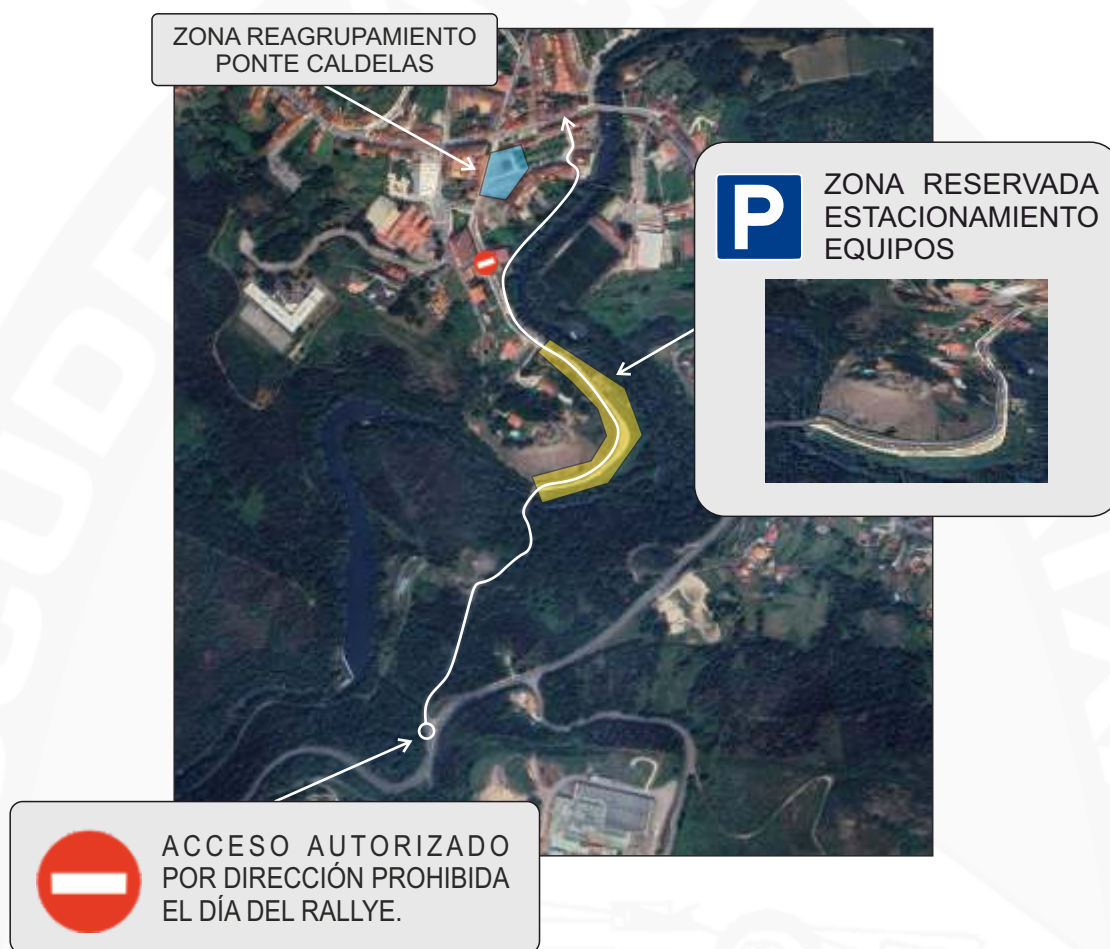 ZONA REAGRUPAMIENTO
PONTE CALDELAS
P
ZONA RESERVADA
ESTACIONAMIENTO
EQUIPOS
ACCESO AUTORIZADO
POR DIRECCIÓN PROHIBIDA
EL DÍA DEL RALLYE.